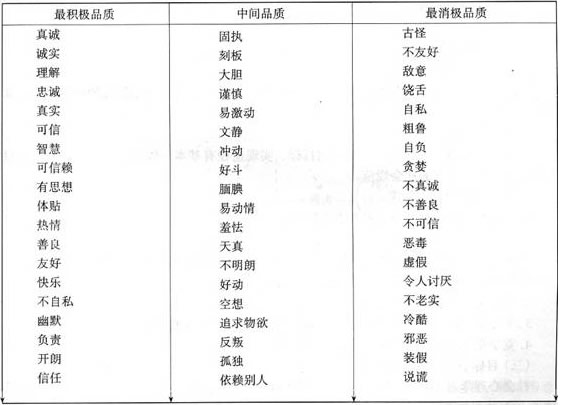 最积极品质 中间品质 最消极品质
真诚 固执 古怪
诚实 刻板 不友好
理解 大胆 敌意
忠诚 谨慎 饶舌
真实 易激动 自私
可信 文静 粗鲁
智慧 冲动 自负
可信赖 好斗 贪婪
有思想 腼腆 不真诚
体贴 易动情 不善良
热情 羞怯 不可信
善良 天真 恶毒
友好 不明朗 虚假
快乐 好动 令人讨厌
不自私 空想 不老实
幽默 追求物欲 冷酷
负责 反叛 邪恶
开朗 孤独 装假
信任 依赖别人 说谎